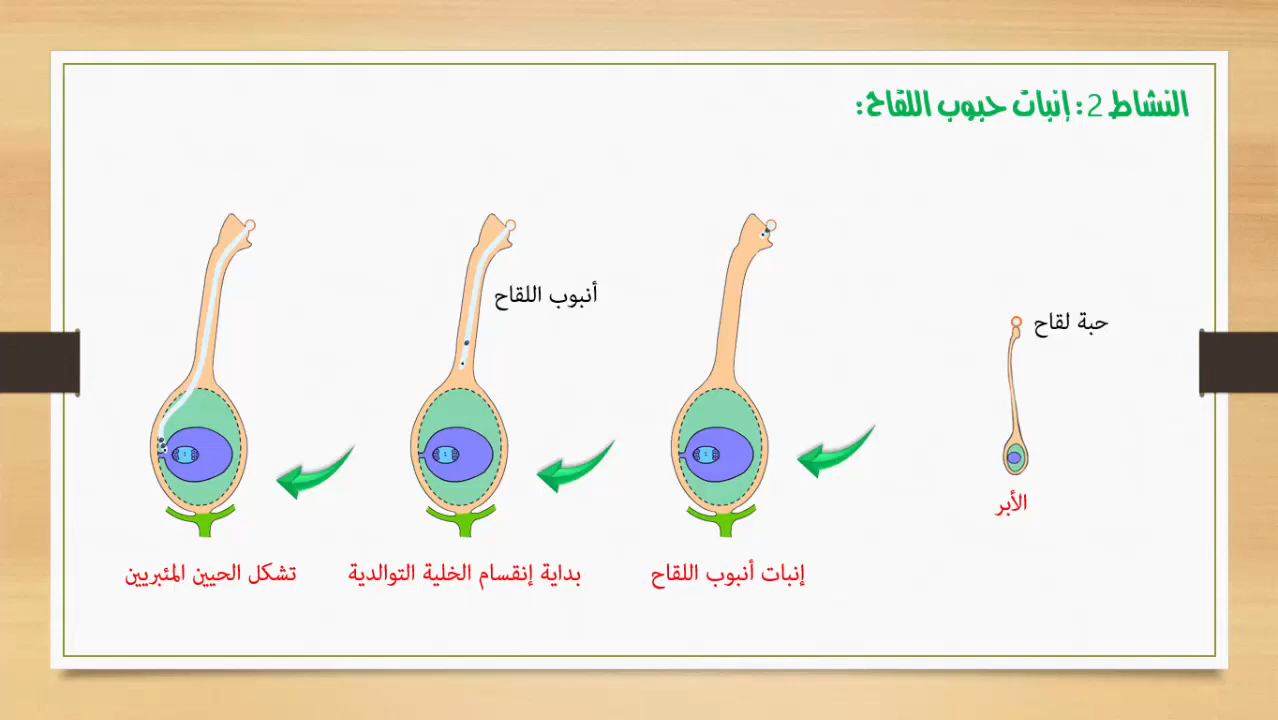 النشاط 2: إنبات حبوب اللقاح:
أنبوب اللقاح
حبة لقاح
الأبر
إنبات أنبوب اللقاح
بداية إنقسام الخلية التوالدية
تشكل الحيين المئبريين